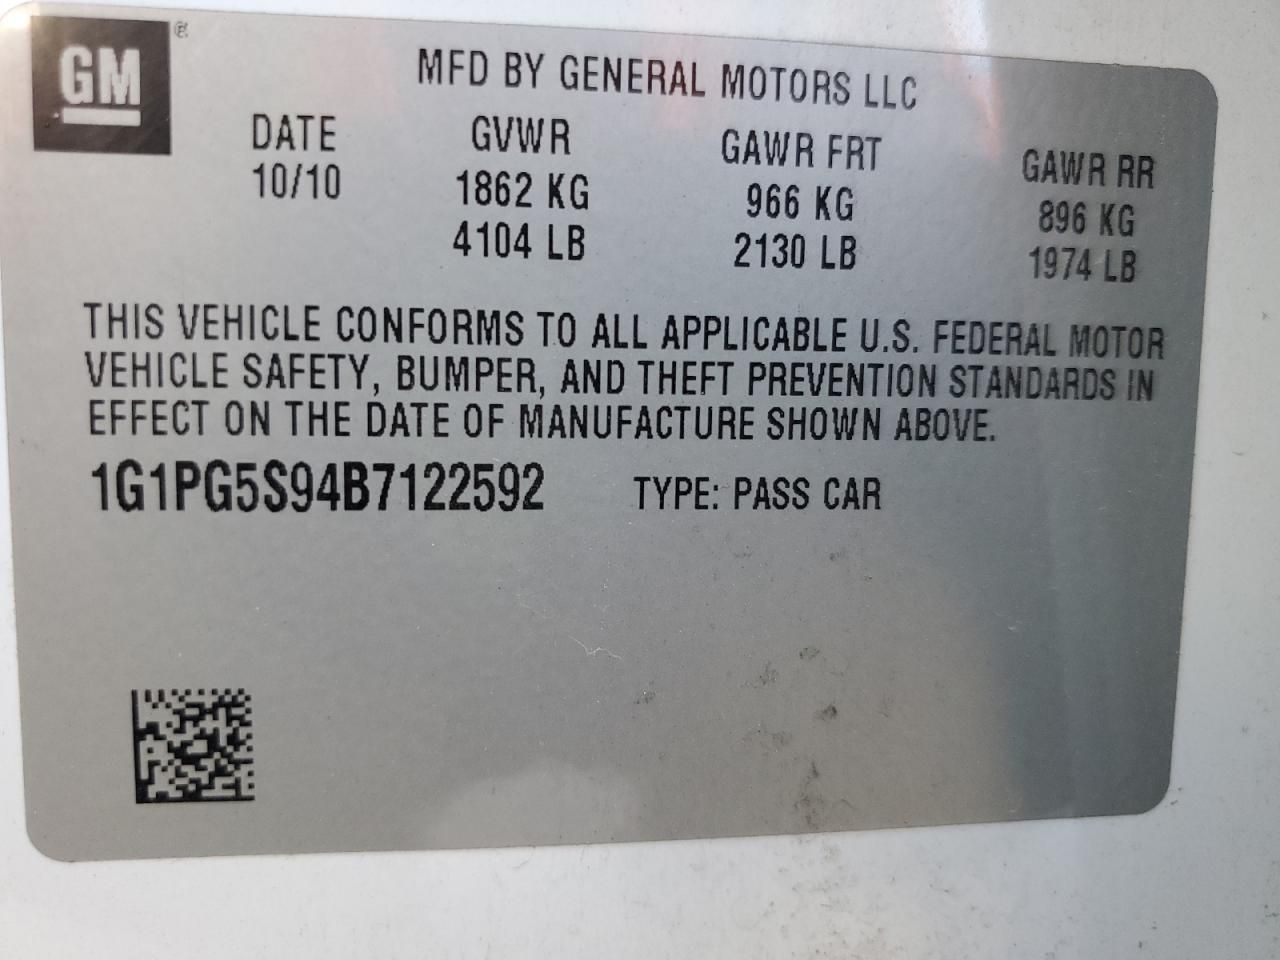 GM ®
MFD BY GENERAL MOTORS LLC
DATE GVWR GAWR FRT GAWR RR
10/10 1862 KG 966 KG 896 KG
4104 LB 2130 LB 1974 LB
THIS VEHICLE CONFORMS TO ALL APPLICABLE U.S. FEDERAL MOTOR
VEHICLE SAFETY, BUMPER, AND THEFT PREVENTION STANDARDS IN
EFFECT ON THE DATE OF MANUFACTURE SHOWN ABOVE.
1G1PG5S94B7122592 TYPE: PASS CAR